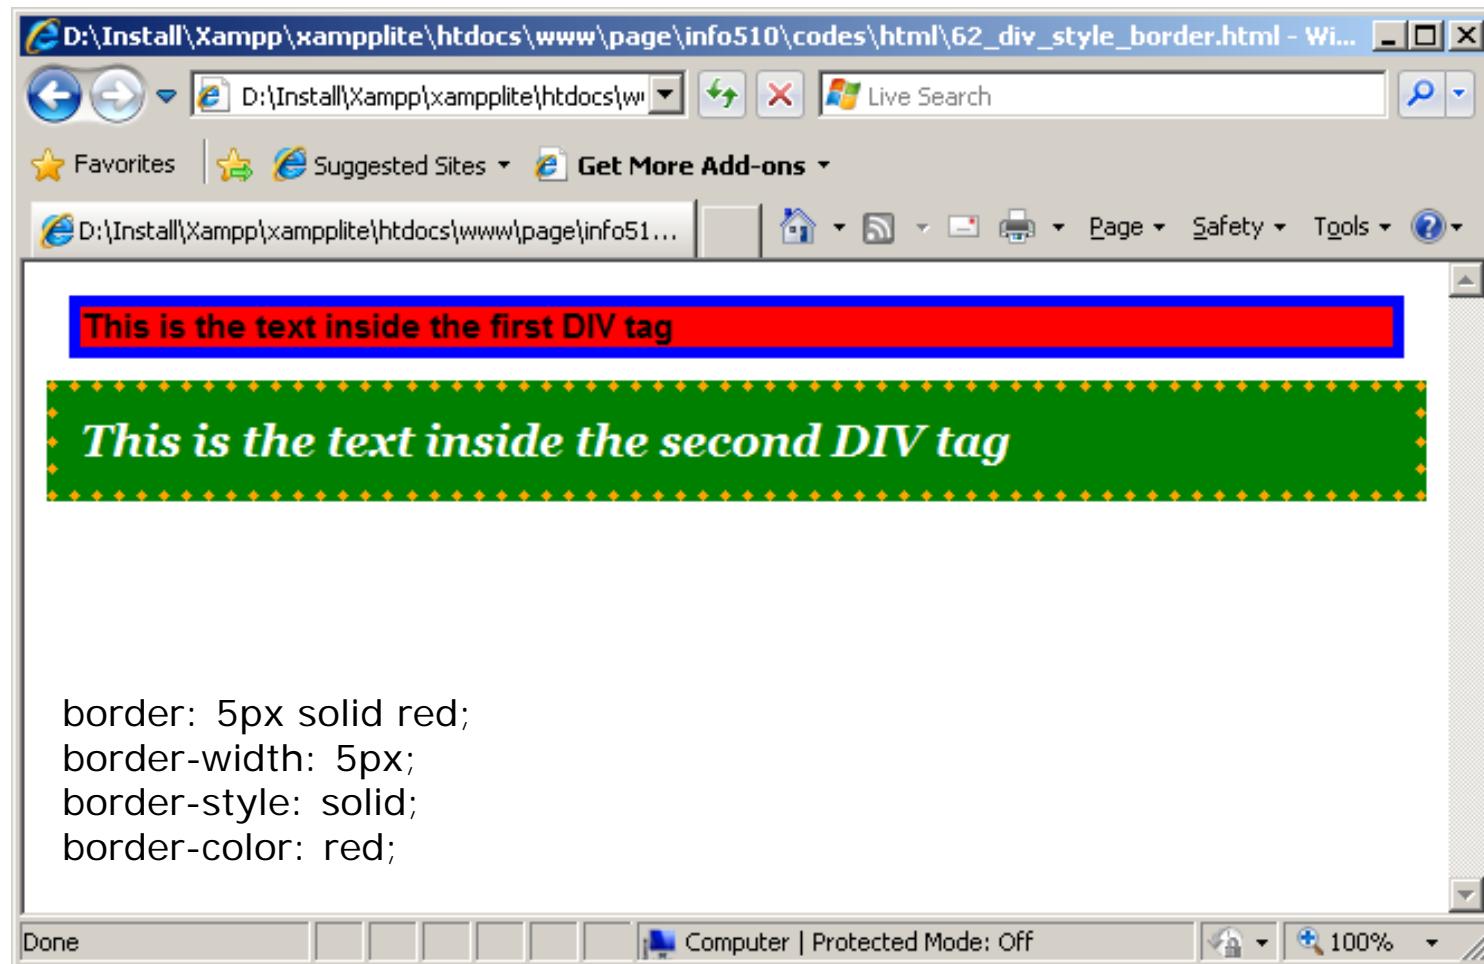 D:\Install\Xampp\xampplite\htdocs\www\page\info510\codes\html\62_div_style_border.html - Wi...
D:\Install\Xampp\xampplite\htdocs\w
Live Search
Favorites Suggested Sites Get More Add-ons
D:\Install\Xampp\xampplite\htdocs\www\page\info51... Page Safety Tools
This is the text inside the first DIV tag
This is the text inside the second DIV tag
border: 5px solid red;
border-width: 5px;
border-style: solid;
border-color: red;
Done Computer | Protected Mode: Off 100%